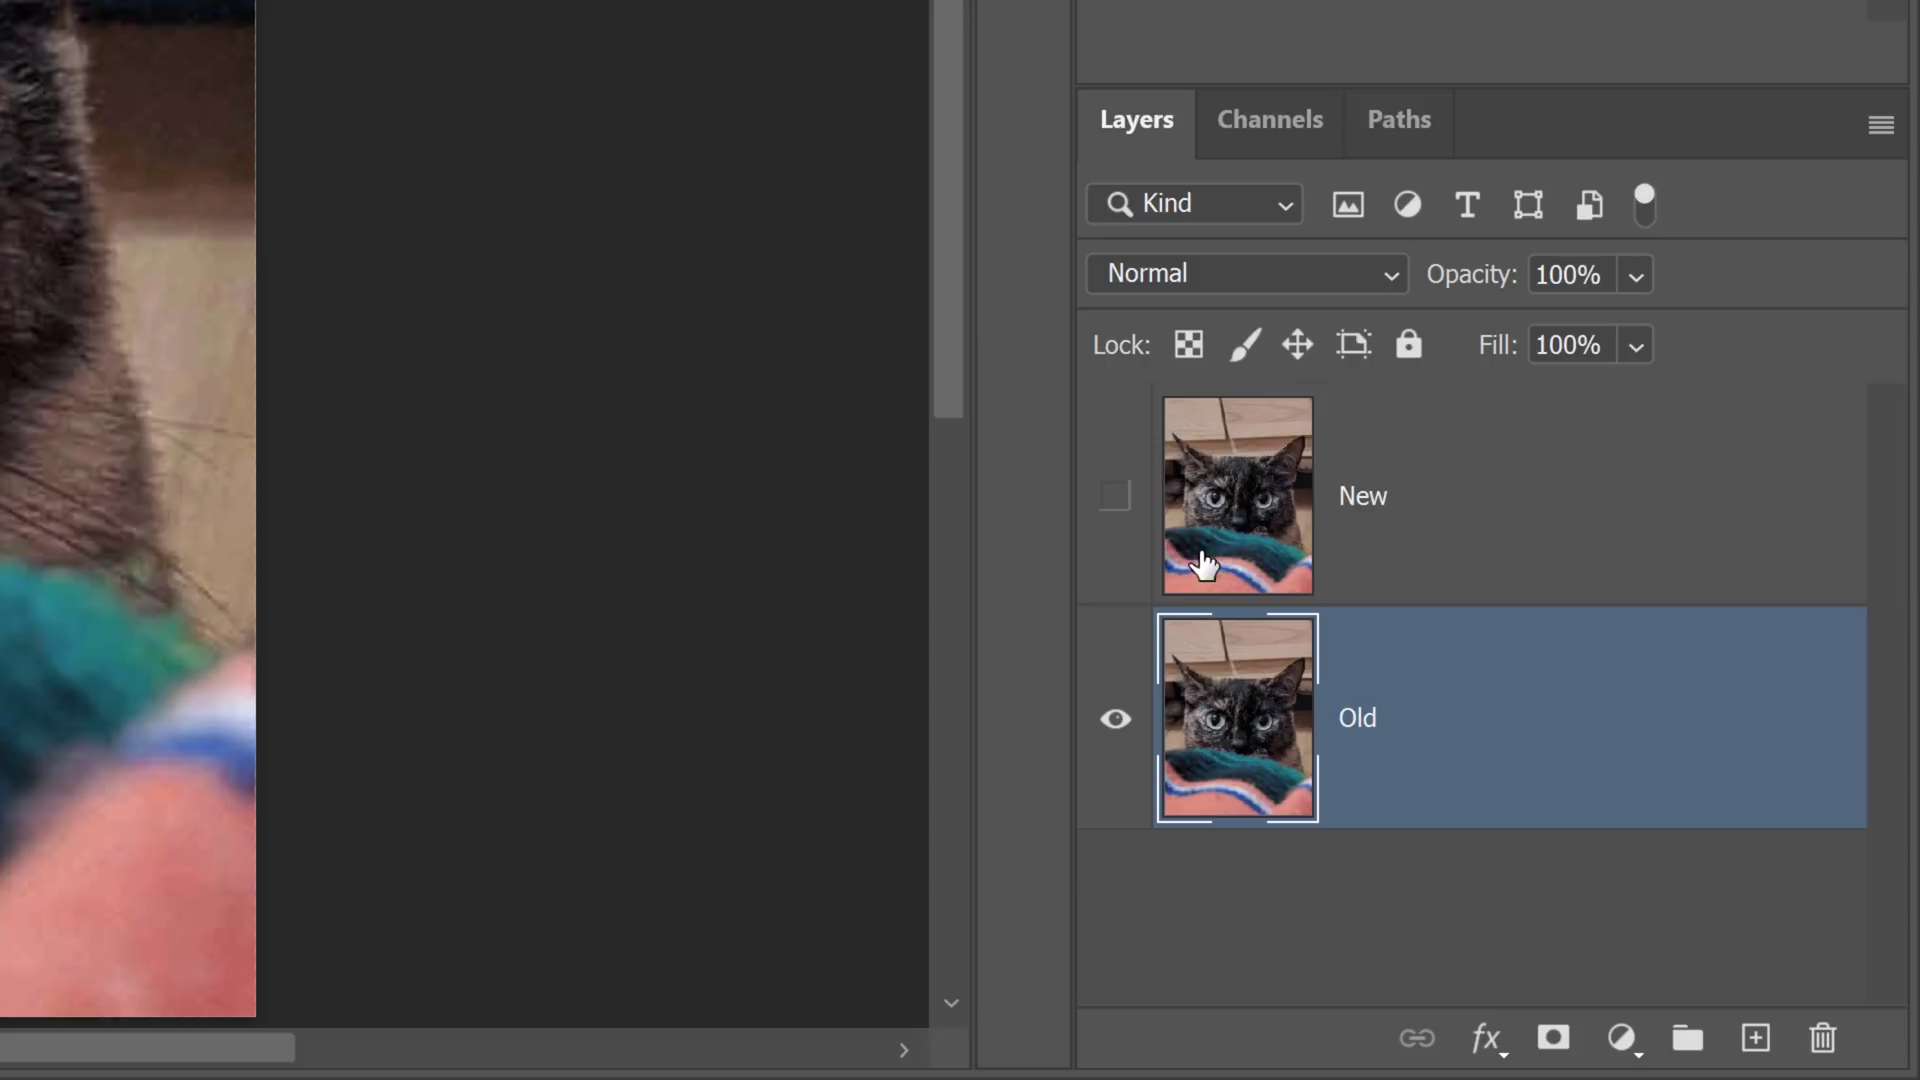 Layers Channels Paths
Kind
Normal Opacity: 100%
Lock: Fill: 100%
New
Old
fx